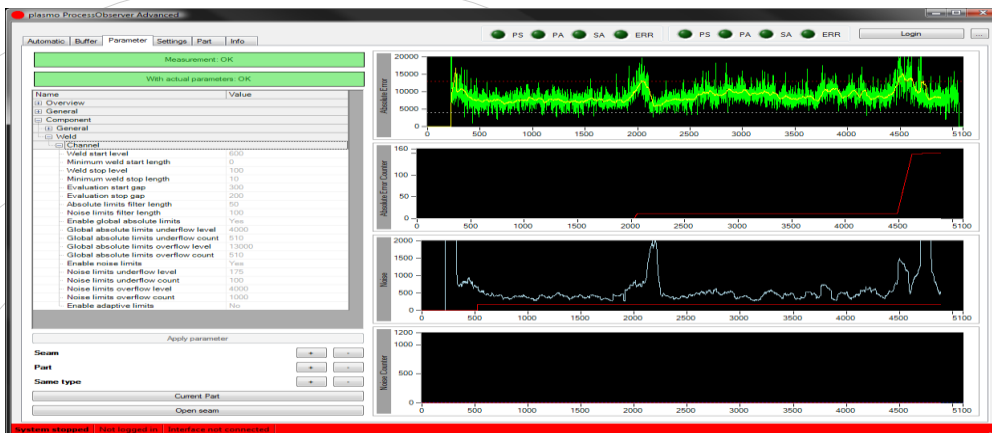 plasmo ProcessObserver Advanced
Automatic Buffer Parameter Settings Part Info
PS PA SA ERR PS PA SA ERR Login ...
Measurement: OK
With actual parameters: OK
Name Value
Overview
General
Component
General
Weld
Channel
Weld start level 600
Minimum weld start length 0
Weld stop level 100
Minimum weld stop length 10
Evaluation start gap 300
Evaluation stop gap 200
Absolute limits filter length 50
Noise limits filter length 100
Enable global absolute limits Yes
Global absolute limits underflow level 4000
Global absolute limits underflow count 510
Global absolute limits overflow level 13000
Global absolute limits overflow count 510
Enable noise limits Yes
Noise limits underflow level 175
Noise limits underflow count 100
Noise limits overflow level 4000
Noise limits overflow count 1000
Enable adaptive limits No
Apply parameter
Seam + -
Part + -
Same type + -
Current Part
Open seam
Absolute Error
20000
15000
10000
5000
0
0 500 1000 1500 2000 2500 3000 3500 4000 4500 5100
Absolute Error Counter
160
100
50
0
0 500 1000 1500 2000 2500 3000 3500 4000 4500 5100
Noise
2000
1500
1000
500
0
0 500 1000 1500 2000 2500 3000 3500 4000 4500 5100
Noise Counter
1200
1000
500
0
0 500 1000 1500 2000 2500 3000 3500 4000 4500 5100
System stopped Not logged in Interface not connected